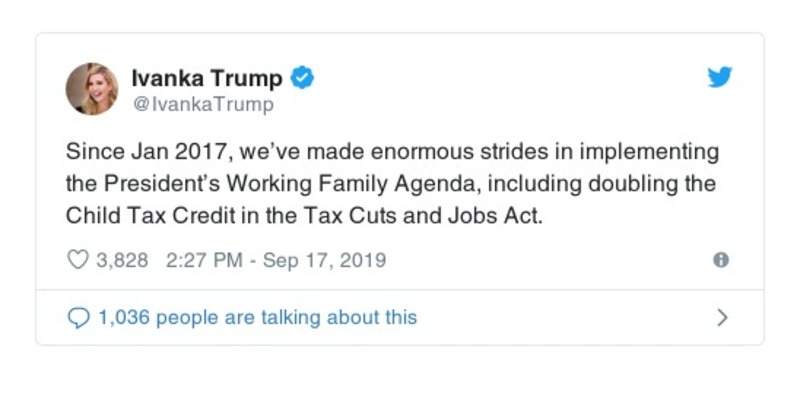 Ivanka Trump
@IvankaTrump
Since Jan 2017, we’ve made enormous strides in implementing
the President’s Working Family Agenda, including doubling the
Child Tax Credit in the Tax Cuts and Jobs Act.
3,828 2:27 PM - Sep 17, 2019
1,036 people are talking about this